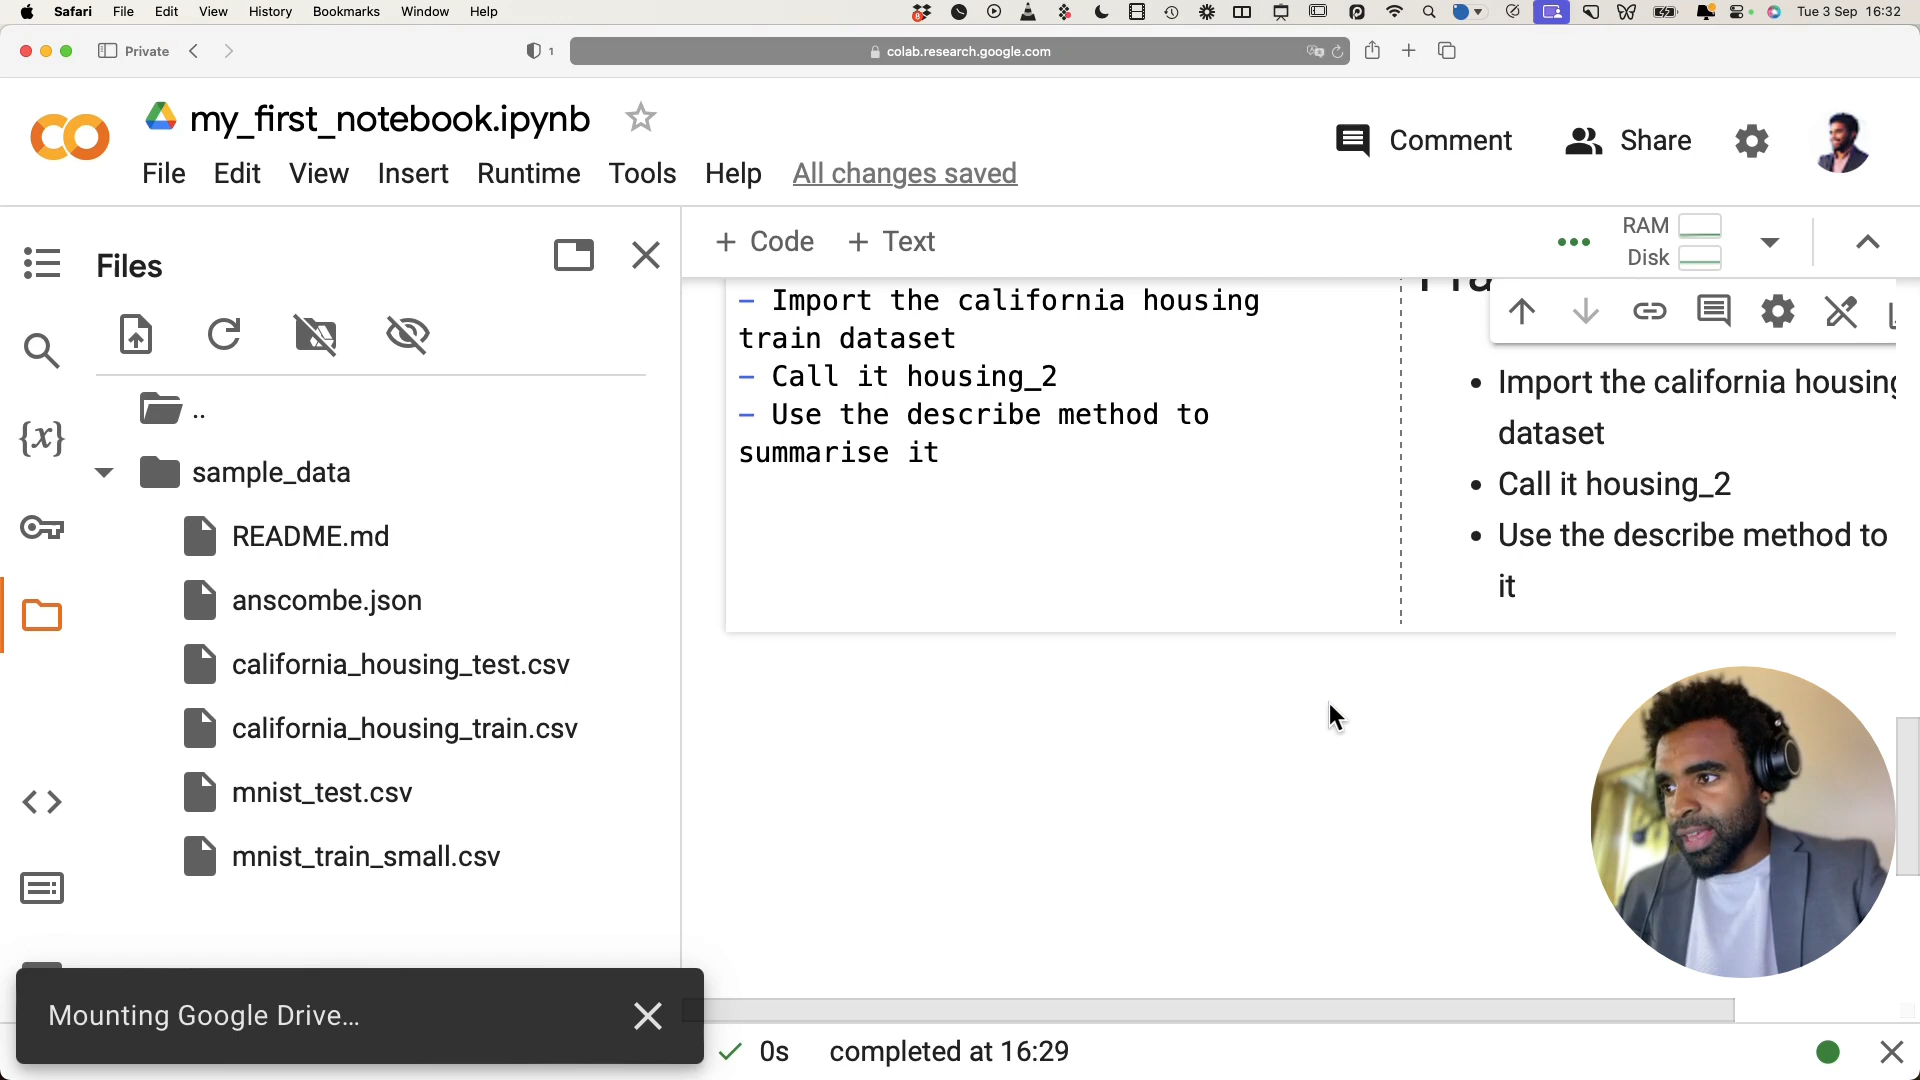 Safari File Edit View History Bookmarks Window Help Tue 3 Sep 16:32
Private 1 colab.research.google.com
my_first_notebook.ipynb
Comment Share
File Edit View Insert Runtime Tools Help All changes saved
Files
+ Code + Text
RAM
Disk
- Import the california housing
train dataset
- Call it housing_2
- Use the describe method to
summarise it
• Import the california housing
dataset
• Call it housing_2
• Use the describe method to
it
..
sample_data
README.md
anscombe.json
california_housing_test.csv
california_housing_train.csv
mnist_test.csv
mnist_train_small.csv
{x}
Mounting Google Drive...
0s completed at 16:29